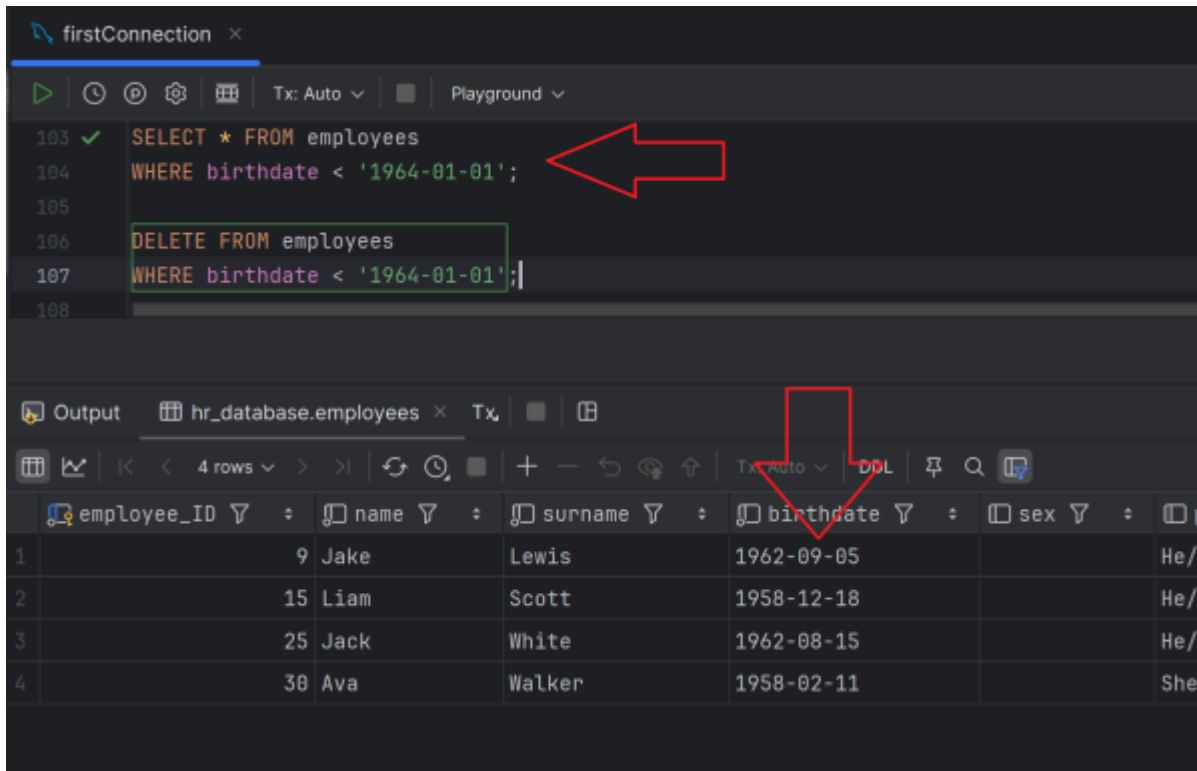 firstConnection
Tx: Auto Playground
103 SELECT * FROM employees
104 WHERE birthdate < '1964-01-01';
105
106 DELETE FROM employees
107 WHERE birthdate < '1964-01-01';
108
Output hr_database.employees Tx
4 rows Tx: Auto DDL
employee_ID name surname birthdate sex
1 9 Jake Lewis 1962-09-05 He/
2 15 Liam Scott 1958-12-18 He/
3 25 Jack White 1962-08-15 He/
4 30 Ava Walker 1958-02-11 She